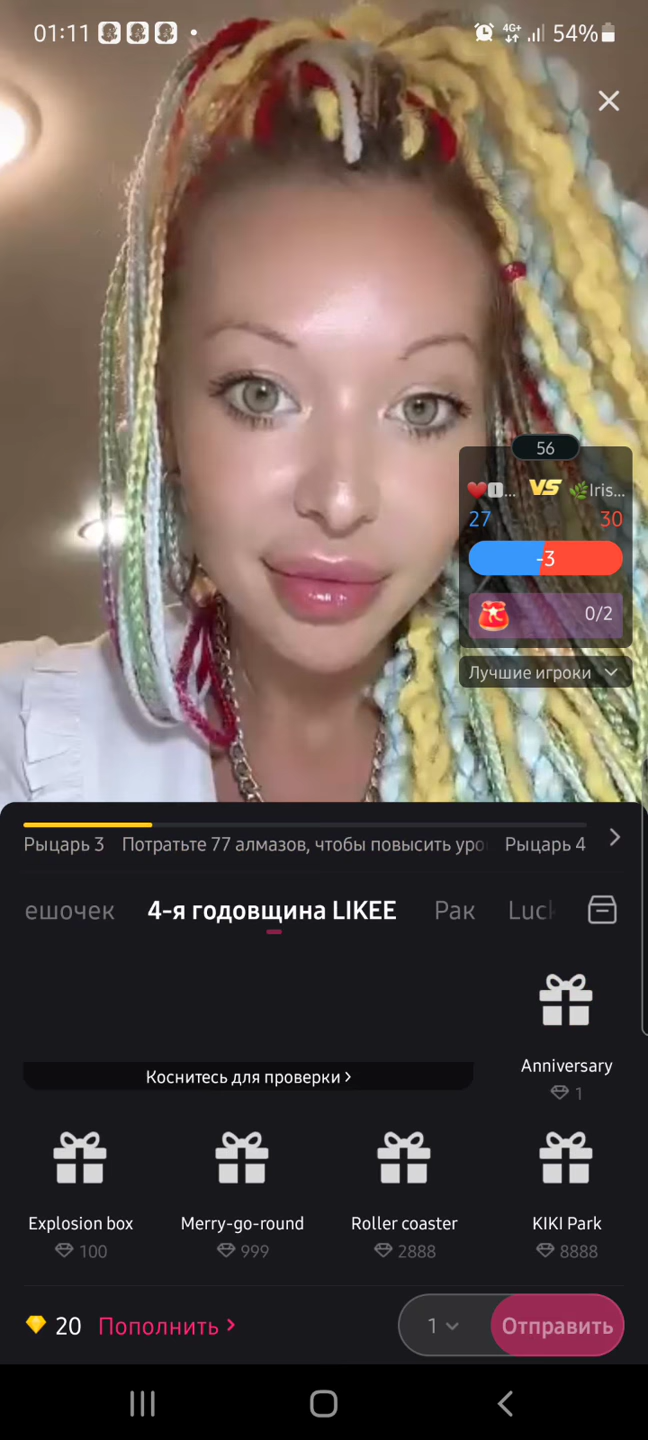 01:11
4G+
54%
56
I... VS Iris...
27 30
-3
0/2
Лучшие игроки
Рыцарь 3 Потратьте 77 алмазов, чтобы повысить уро Рыцарь 4
ешочек 4-я годовщина LIKEE Рак Luck
Коснитесь для проверки
Anniversary
1
Explosion box Merry-go-round Roller coaster KIKI Park
100 999 2888 8888
20 Пополнить 1 Отправить